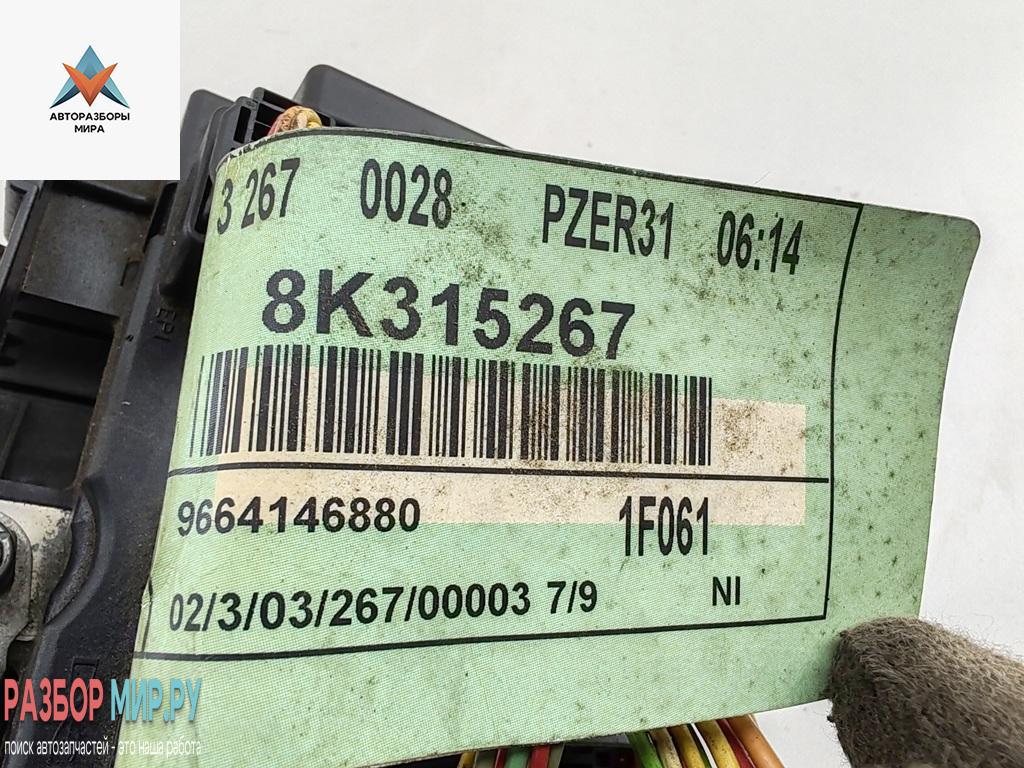 АВТОРАЗБОРЫ
МИРА
3 267 0028 PZER31 06:14
8K315267
9664146880 1F061
02/3/03/267/00003 7/9 NI
РАЗБОР МИР.РУ
поиск автозапчастей - это наша работа